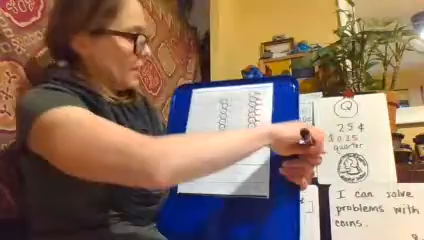 Q
25¢
$0.25
quarter
I can solve
problems with
coins.